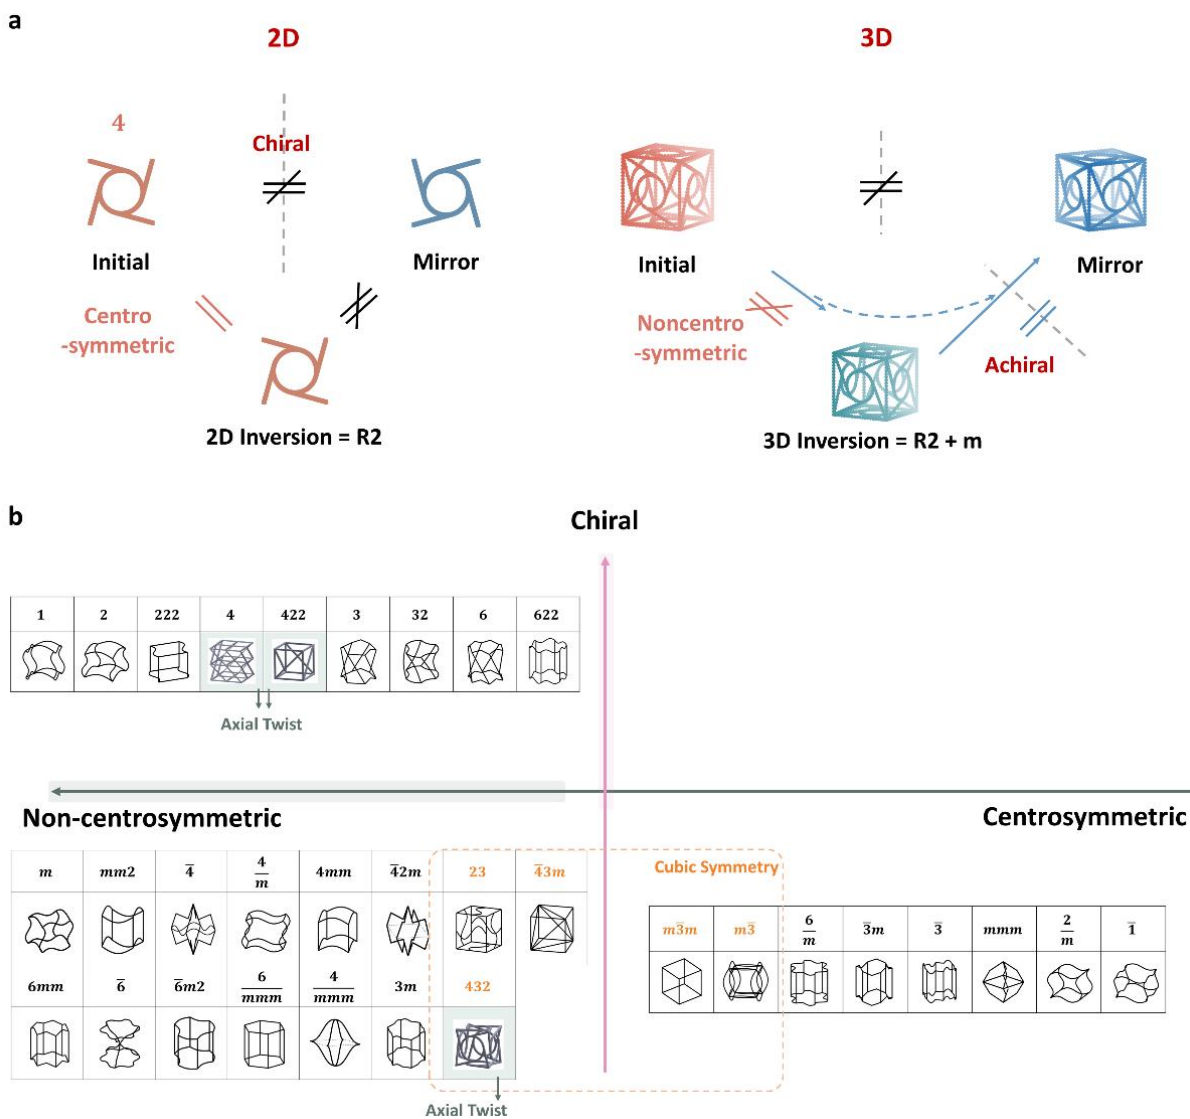 a
2D
3D
4
Chiral
Initial
Mirror
Initial
Mirror
Centro
-symmetric
Noncentro
-symmetric
Achiral
2D Inversion = R2
3D Inversion = R2 + m
b
Chiral
1 2 222 4 422 3 32 6 622
Axial Twist
Non-centrosymmetric
Centrosymmetric
m mm2 4̅ 4/m 4mm 4̅2m 23 4̅3m
Cubic Symmetry
m3̅m m3̅ 6/m 3̅m 3̅ mmm 2/m 1̅
6mm 6̅ 6̅m2 6/mmm 4/mmm 3m 432
Axial Twist